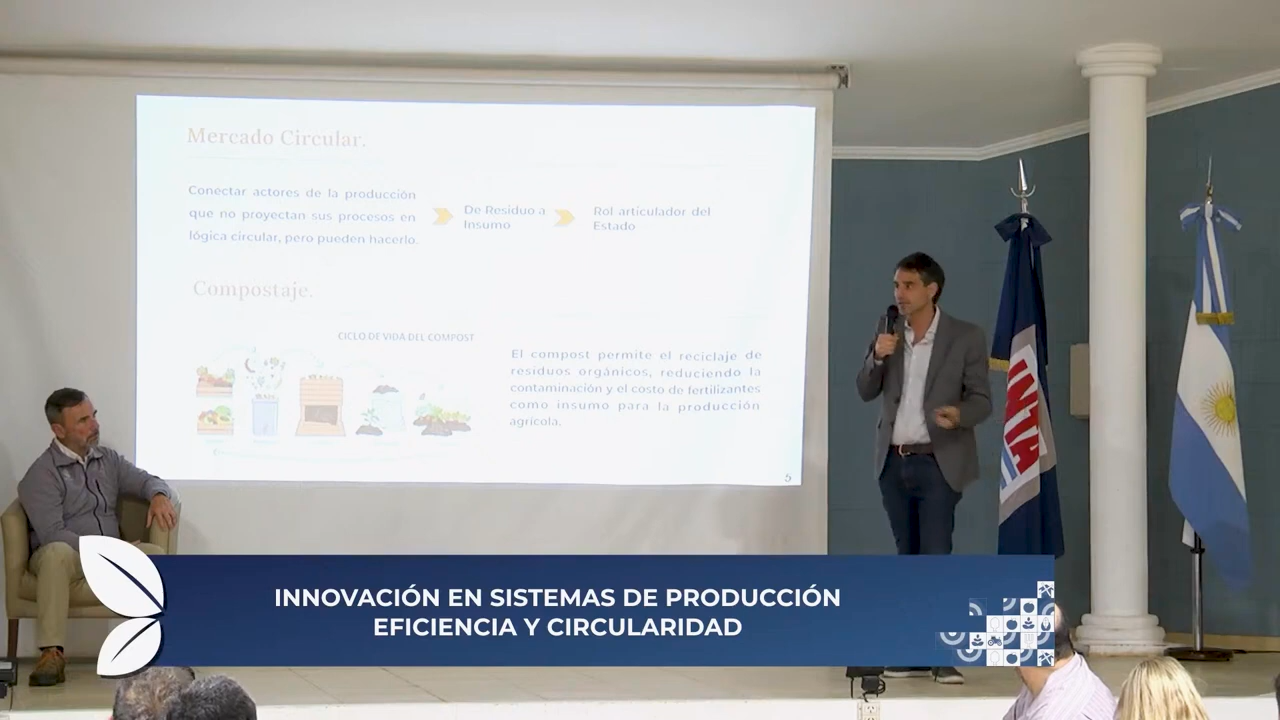 Mercado Circular.
Conectar actores de la producción
que no proyectan sus procesos en
lógica circular, pero pueden hacerlo.
De Residuo a
Insumo
Rol articulador del
Estado
Compostaje.
CICLO DE VIDA DEL COMPOST
El compost permite el reciclaje de
residuos orgánicos, reduciendo la
contaminación y el costo de fertilizantes
como insumo para la producción
agrícola.
5
INTA
INNOVACIÓN EN SISTEMAS DE PRODUCCIÓN
EFICIENCIA Y CIRCULARIDAD